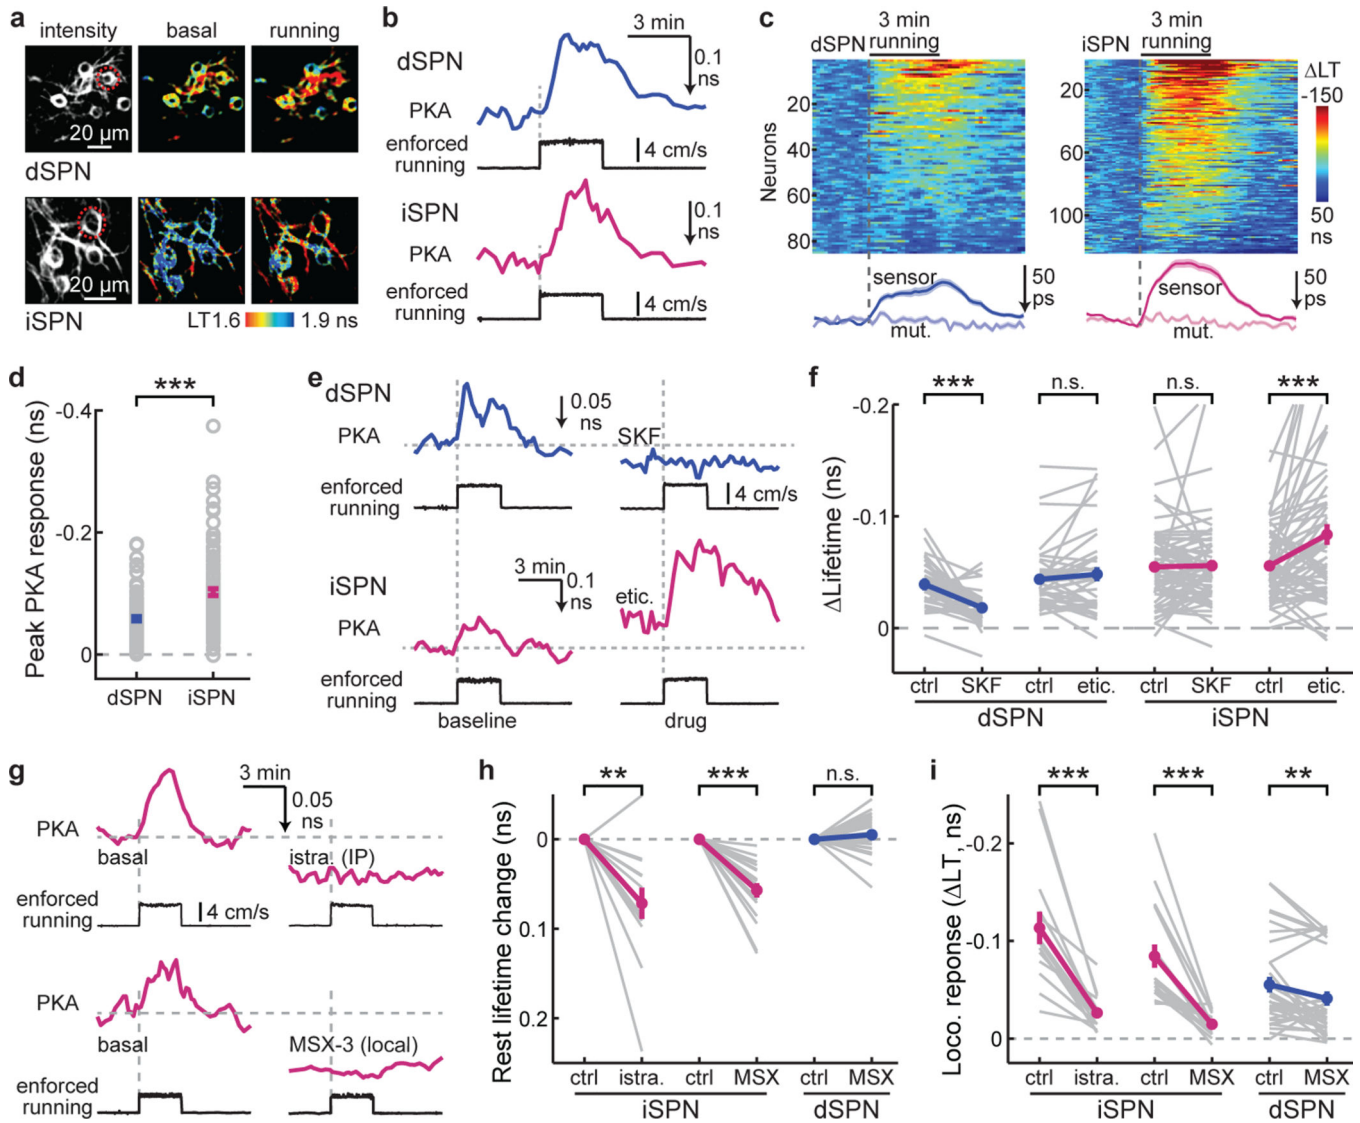 a
intensity
basal
running
20 µm
dSPN
20 µm
iSPN
LT1.6
1.9 ns
b
3 min
dSPN
0.1
ns
PKA
enforced
running
4 cm/s
iSPN
0.1
ns
PKA
enforced
running
4 cm/s
c
3 min
dSPN
running
3 min
iSPN
running
ΔLT
-150
50
ns
Neurons
20
40
60
80
20
60
100
sensor
mut.
50
ps
sensor
mut.
50
ps
d
***
Peak PKA response (ns)
-0.4
-0.2
0
dSPN
iSPN
e
dSPN
PKA
0.05
ns
SKF
enforced
running
4 cm/s
iSPN
3 min
0.1
ns
etic.
PKA
enforced
running
baseline
drug
f
***
n.s.
n.s.
***
ΔLifetime (ns)
-0.2
-0.1
0
ctrl
SKF
ctrl
etic.
ctrl
SKF
ctrl
etic.
dSPN
iSPN
g
3 min
0.05
ns
PKA
basal
istra. (IP)
enforced
running
4 cm/s
PKA
basal
MSX-3 (local)
enforced
running
h
**
***
n.s.
Rest lifetime change (ns)
0
0.1
0.2
ctrl
istra.
ctrl
MSX
ctrl
MSX
iSPN
dSPN
i
***
***
**
Loco. reponse (ΔLT, ns)
-0.2
-0.1
0
ctrl
istra.
ctrl
MSX
ctrl
MSX
iSPN
dSPN